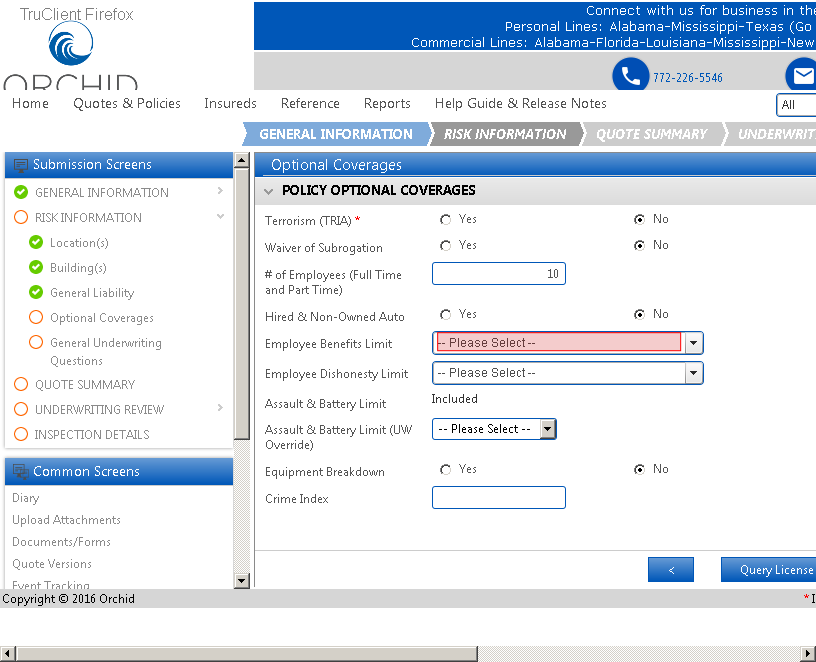 TruClient Firefox
ORCHID
Connect with us for business in the
Personal Lines: Alabama-Mississippi-Texas (Go
Commercial Lines: Alabama-Florida-Louisiana-Mississippi-New
772-226-5546
Home Quotes & Policies Insureds Reference Reports Help Guide & Release Notes All
GENERAL INFORMATION RISK INFORMATION QUOTE SUMMARY UNDERWRIT
Submission Screens
GENERAL INFORMATION
RISK INFORMATION
Location(s)
Building(s)
General Liability
Optional Coverages
General Underwriting
Questions
QUOTE SUMMARY
UNDERWRITING REVIEW
INSPECTION DETAILS
Common Screens
Diary
Upload Attachments
Documents/Forms
Quote Versions
Event Tracking
Optional Coverages
POLICY OPTIONAL COVERAGES
Terrorism (TRIA) * Yes No
Waiver of Subrogation Yes No
# of Employees (Full Time
and Part Time) 10
Hired & Non-Owned Auto Yes No
Employee Benefits Limit -- Please Select --
Employee Dishonesty Limit -- Please Select --
Assault & Battery Limit Included
Assault & Battery Limit (UW
Override) -- Please Select --
Equipment Breakdown Yes No
Crime Index
< Query License
Copyright © 2016 Orchid * I